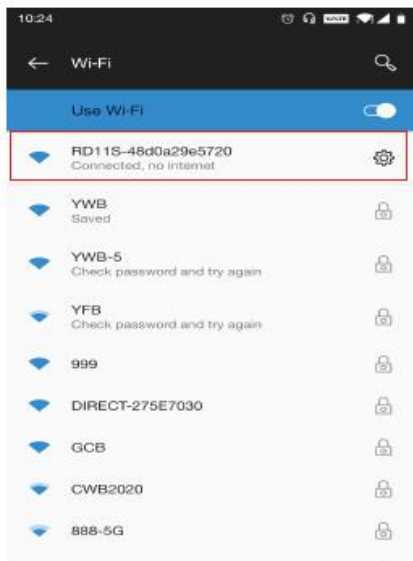 10:24
Wi-Fi
Use Wi-Fi
RD11S-48d0a29e5720
Connected, no internet
YWB
Saved
YWB-5
Check password and try again
YFB
Check password and try again
999
DIRECT-275E7030
GCB
CWB2020
888-5G